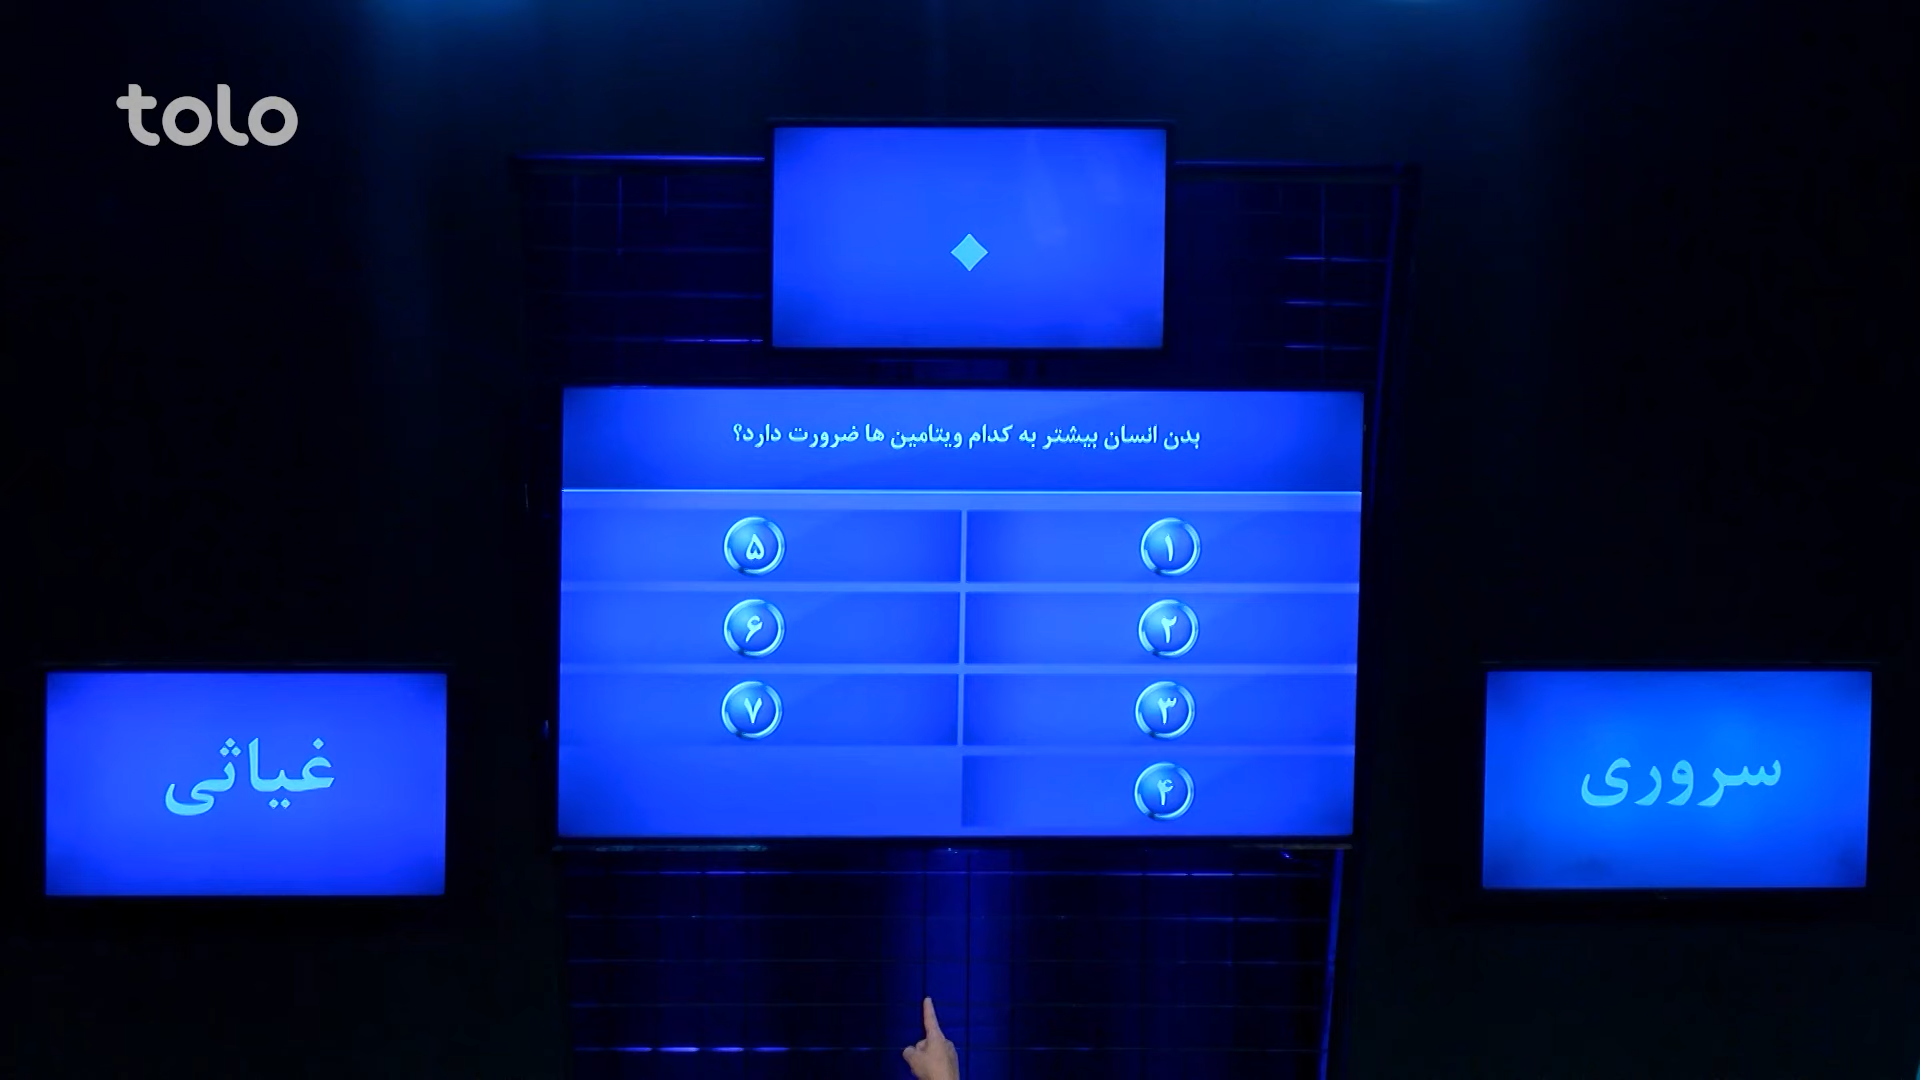 tolo
۰
بدن انسان بیشتر به کدام ویتامین ها ضرورت دارد؟
۱
۲
۳
۴
۵
۶
۷
غیاثی
سروری